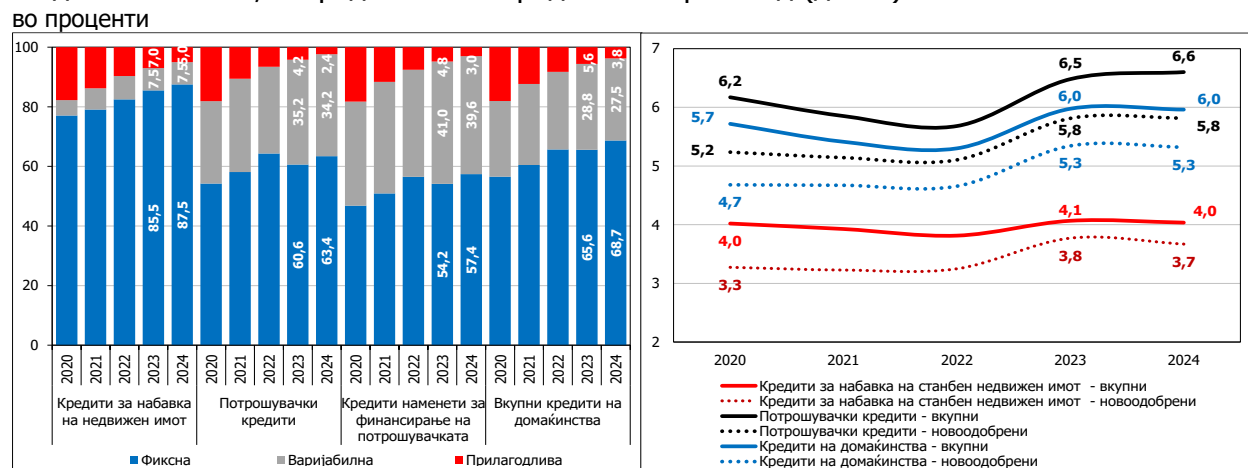 во проценти
100
80
60
40
20
0
7,0
7,5
85,5
5,0
7,5
87,5
4,2
35,2
60,6
2,4
34,2
63,4
4,8
41,0
54,2
3,0
39,6
57,4
5,6
28,8
65,6
3,8
27,5
68,7
2020 2021 2022 2023 2024 2020 2021 2022 2023 2024 2020 2021 2022 2023 2024 2020 2021 2022 2023 2024
Кредити за набавка на недвижен имот
Потрошувачки кредити
Кредити наменети за финансирање на потрошувачката
Вкупни кредити на домаќинства
Фиксна Варијабилна Прилагодлива
7
6
5
4
3
2
6,2 6,5 6,6
5,7 6,0 6,0
5,2 5,8 5,8
4,7 5,3 5,3
4,0 4,1 4,0
3,3 3,8 3,7
2020 2021 2022 2023 2024
Кредити за набавка на станбен недвижен имот - вкупни
Кредити за набавка на станбен недвижен имот - новоодобрени
Потрошувачки кредити - вкупни
Потрошувачки кредити - новоодобрени
Кредити на домаќинства - вкупни
Кредити на домаќинства - новоодобрени